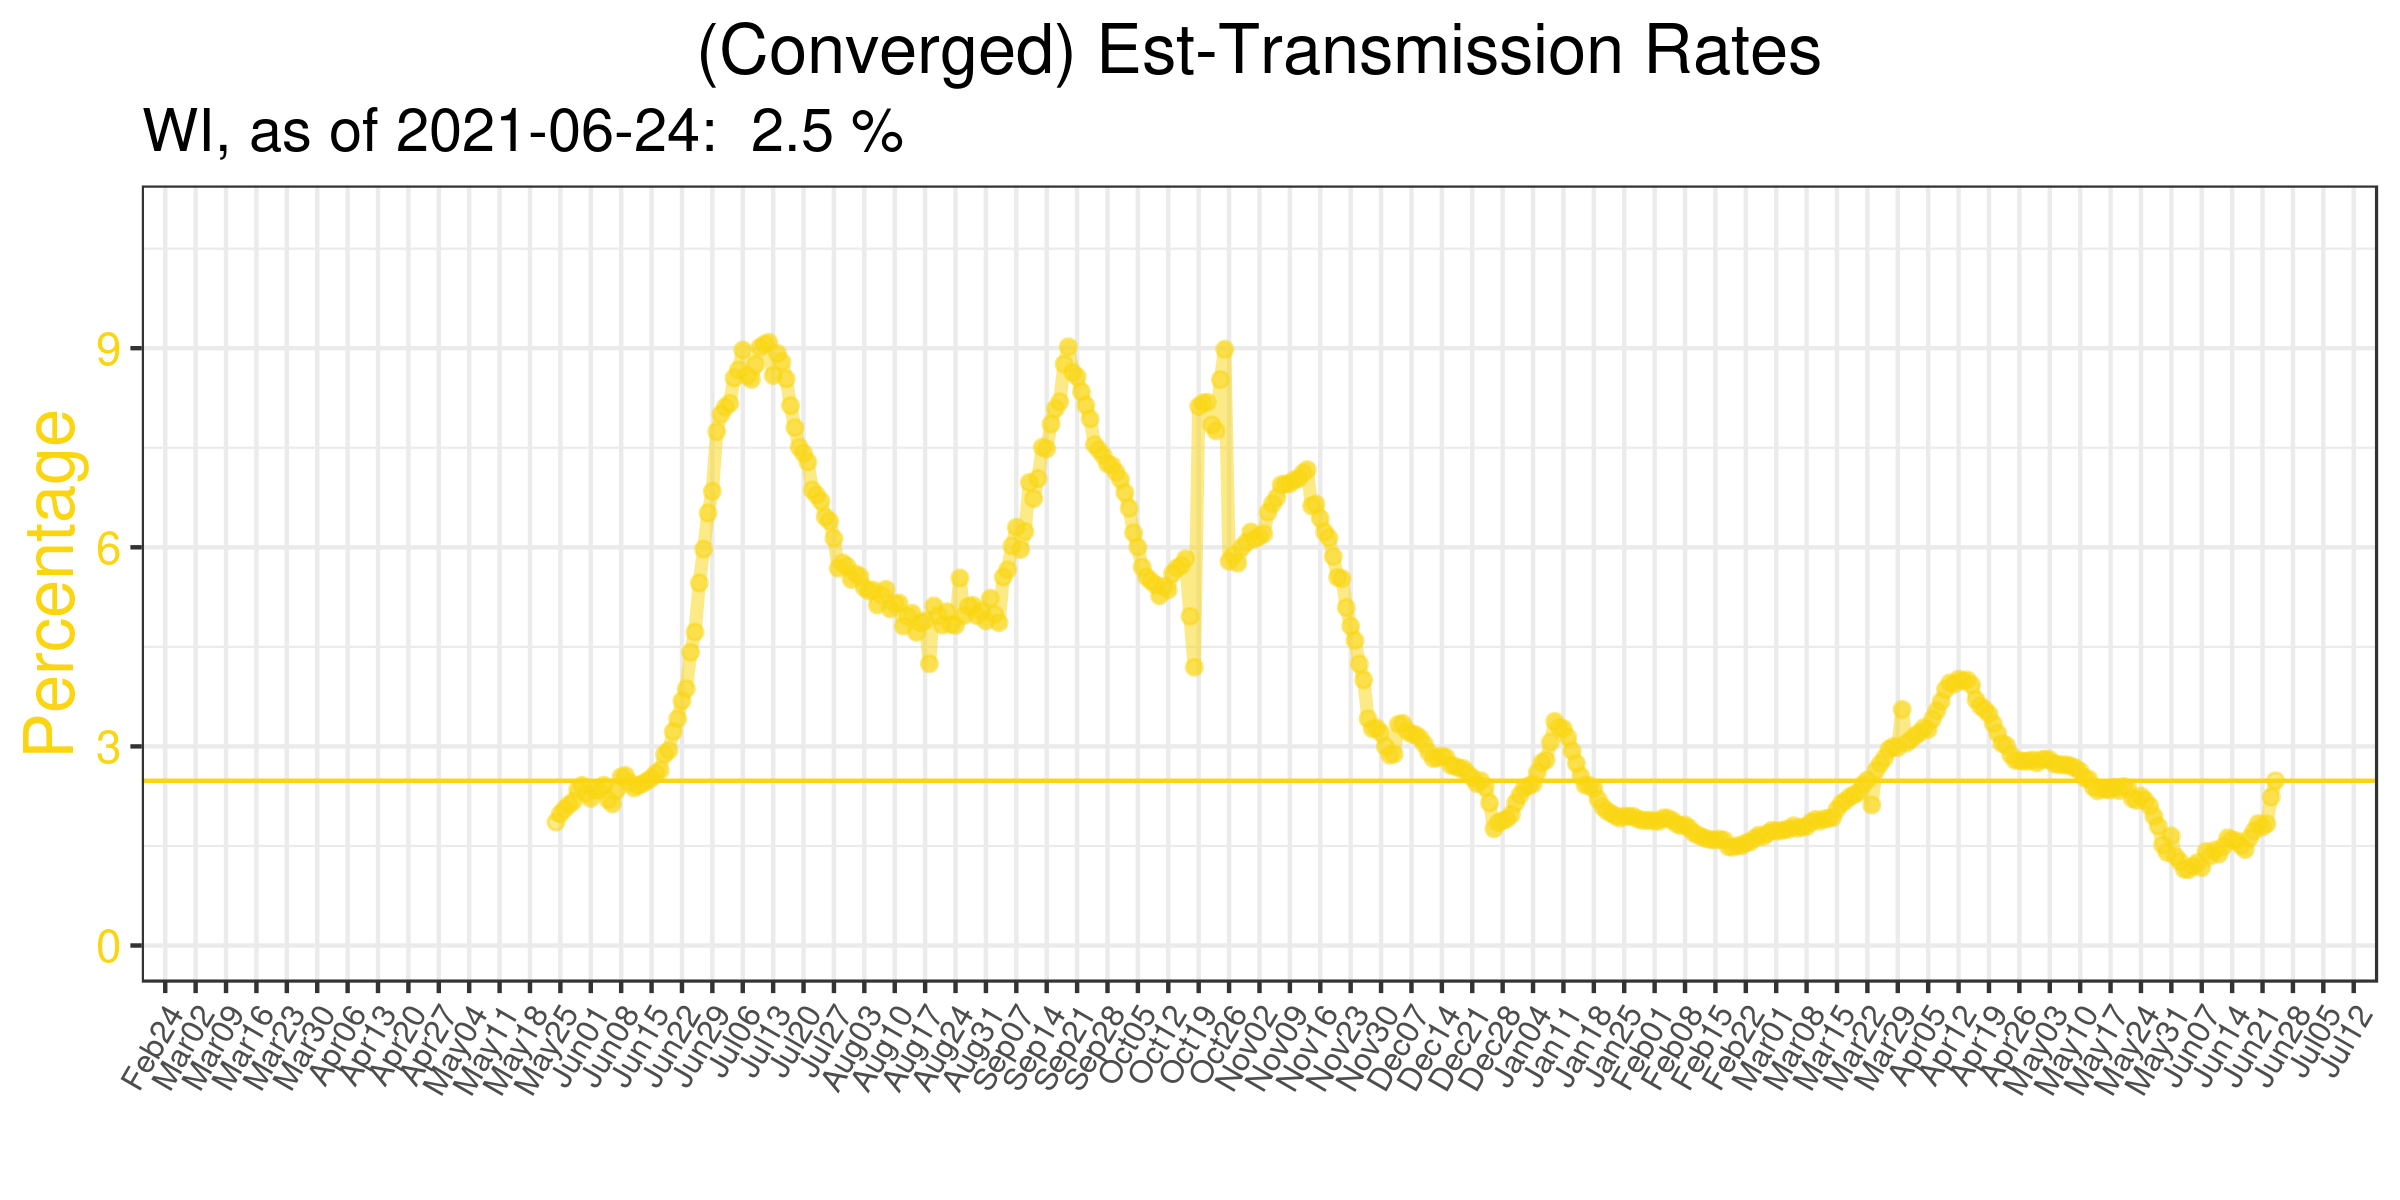 (Converged) Est-Transmission Rates
WI, as of 2021-06-24:  2.5 %
Percentage
9
6
3
0
Feb24
Mar02
Mar09
Mar16
Mar23
Mar30
Apr06
Apr13
Apr20
Apr27
May04
May11
May18
May25
Jun01
Jun08
Jun15
Jun22
Jun29
Jul06
Jul13
Jul20
Jul27
Aug03
Aug10
Aug17
Aug24
Aug31
Sep07
Sep14
Sep21
Sep28
Oct05
Oct12
Oct19
Oct26
Nov02
Nov09
Nov16
Nov23
Nov30
Dec07
Dec14
Dec21
Dec28
Jan04
Jan11
Jan18
Jan25
Feb01
Feb08
Feb15
Feb22
Mar01
Mar08
Mar15
Mar22
Mar29
Apr05
Apr12
Apr19
Apr26
May03
May10
May17
May24
May31
Jun07
Jun14
Jun21
Jun28
Jul05
Jul12